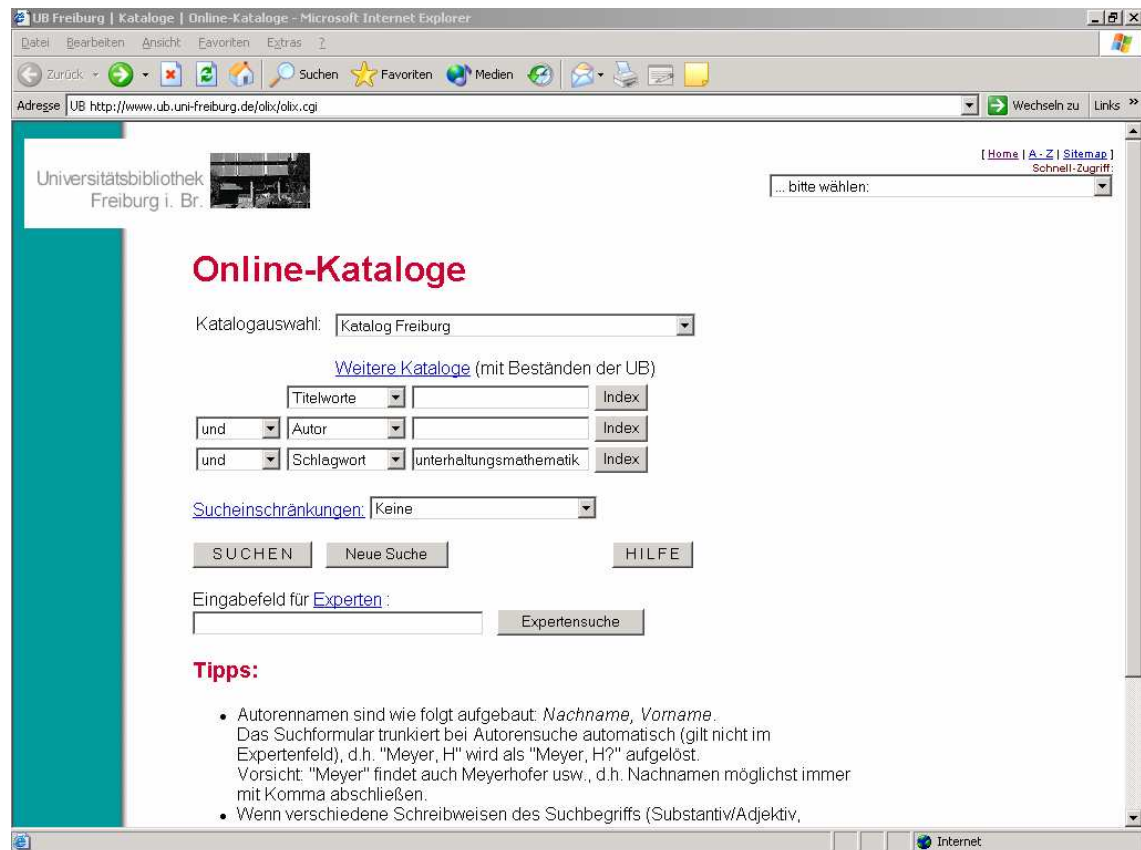 UB Freiburg | Kataloge | Online-Kataloge - Microsoft Internet Explorer
Datei Bearbeiten Ansicht Favoriten Extras ?
Zurück Suchen Favoriten Medien
Adresse UB http://www.ub.uni-freiburg.de/olix/olix.cgi Wechseln zu Links »
[ Home | A - Z | Sitemap ]
Schnell-Zugriff:
... bitte wählen:
Universitätsbibliothek
Freiburg i. Br.
Online-Kataloge
Katalogauswahl: Katalog Freiburg
Weitere Kataloge (mit Beständen der UB)
Titelworte Index
und Autor Index
und Schlagwort unterhaltungsmathematik Index
Sucheinschränkungen: Keine
SUCHEN Neue Suche HILFE
Eingabefeld für Experten :
Expertensuche
Tipps:
• Autorennamen sind wie folgt aufgebaut: Nachname, Vorname.
Das Suchformular trunkiert bei Autorensuche automatisch (gilt nicht im
Expertenfeld), d.h. "Meyer, H" wird als "Meyer, H?" aufgelöst.
Vorsicht: "Meyer" findet auch Meyerhofer usw., d.h. Nachnamen möglichst immer
mit Komma abschließen.
• Wenn verschiedene Schreibweisen des Suchbegriffs (Substantiv/Adjektiv,
Internet